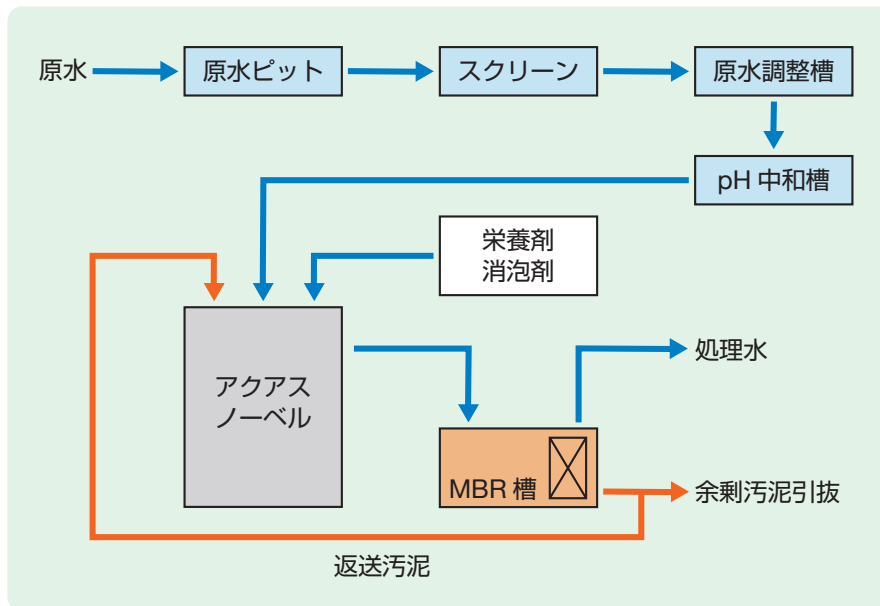 原水
原水ピット
スクリーン
原水調整槽
pH 中和槽
栄養剤
消泡剤
アクアス
ノーベル
処理水
MBR 槽
余剰汚泥引抜
返送汚泥